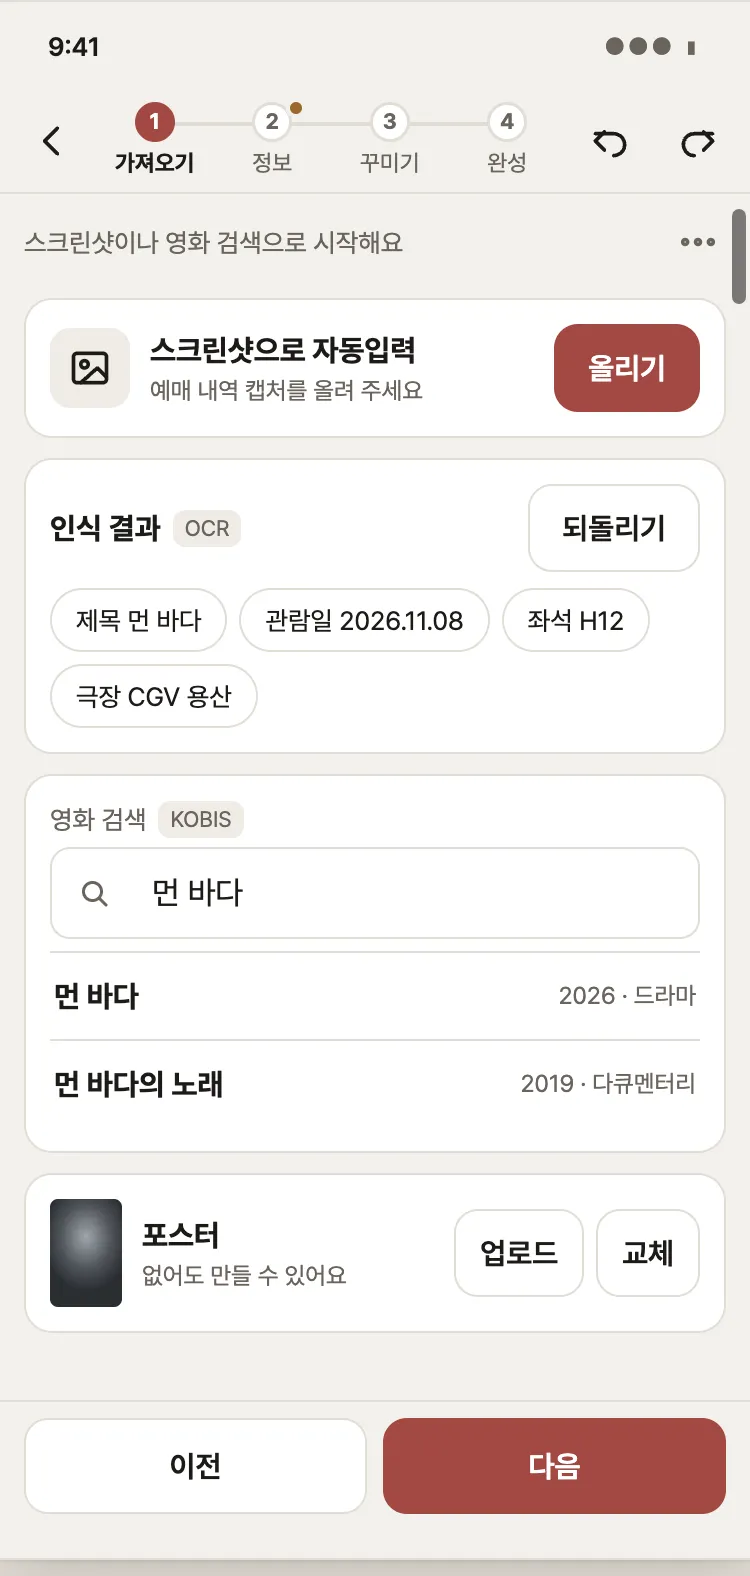 9:41
1 2 3 4
가져오기 정보 꾸미기 완성
스크린샷이나 영화 검색으로 시작해요
스크린샷으로 자동입력
예매 내역 캡처를 올려 주세요
올리기
인식 결과 OCR
되돌리기
제목 먼 바다
관람일 2026.11.08
좌석 H12
극장 CGV 용산
영화 검색 KOBIS
먼 바다
먼 바다 2026 · 드라마
먼 바다의 노래 2019 · 다큐멘터리
포스터
없어도 만들 수 있어요
업로드
교체
이전
다음